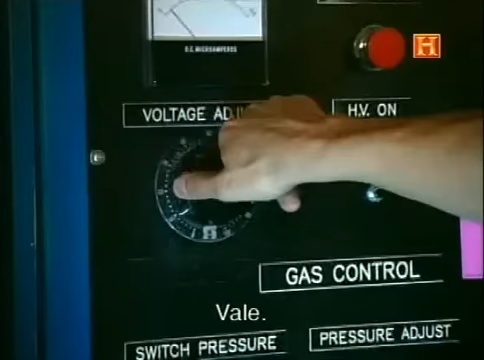 D.C. MICROAMPERES
H
VOLTAGE ADJU
H.V. ON
GAS CONTROL
Vale.
SWITCH PRESSURE
PRESSURE ADJUST